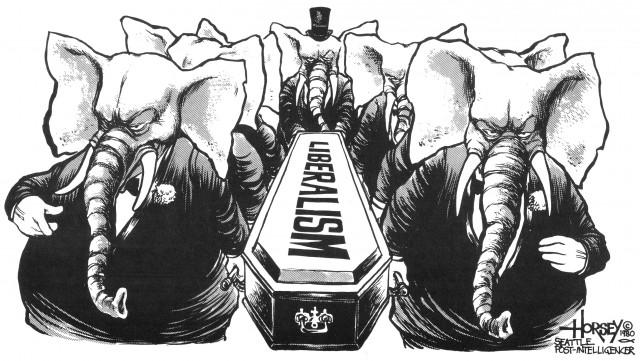 LIBERALISM
HORSEY ©
1980
SEATTLE
POST-INTELLIGENCER